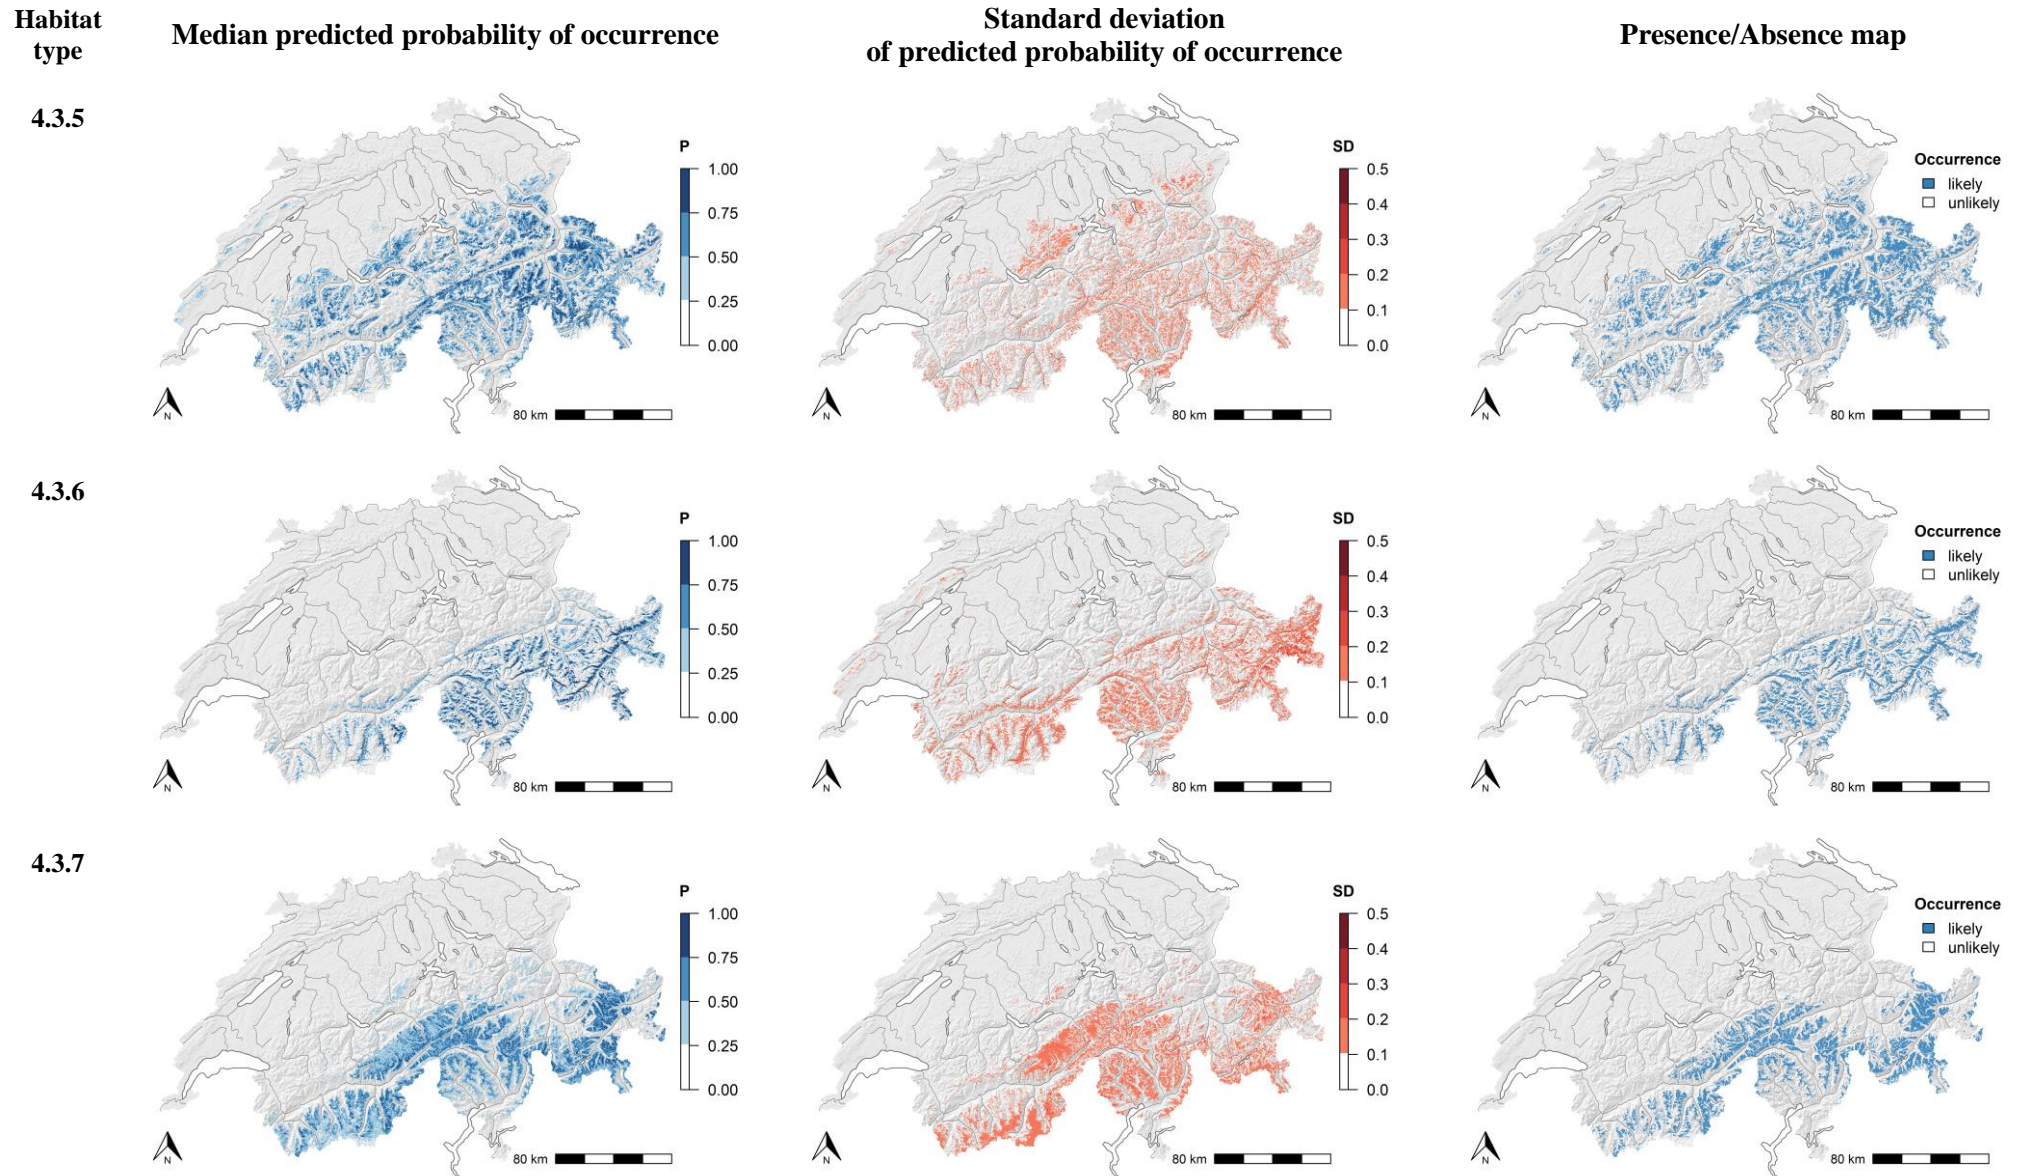 Habitat
type
Median predicted probability of occurrence
Standard deviation
of predicted probability of occurrence
Presence/Absence map
4.3.5
P
1.00
0.75
0.50
0.25
0.00
N
80 km
SD
0.5
0.4
0.3
0.2
0.1
0.0
N
80 km
Occurrence
likely
unlikely
N
80 km
4.3.6
P
1.00
0.75
0.50
0.25
0.00
N
80 km
SD
0.5
0.4
0.3
0.2
0.1
0.0
N
80 km
Occurrence
likely
unlikely
N
80 km
4.3.7
P
1.00
0.75
0.50
0.25
0.00
N
80 km
SD
0.5
0.4
0.3
0.2
0.1
0.0
N
80 km
Occurrence
likely
unlikely
N
80 km